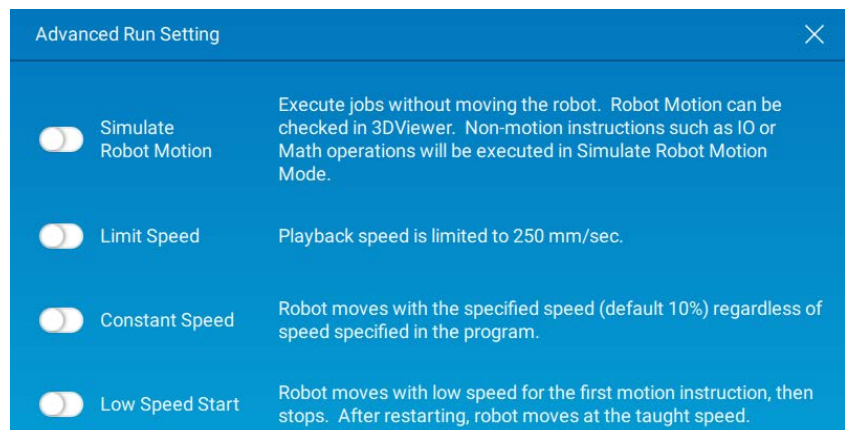 Advanced Run Setting
Simulate
Robot Motion
Execute jobs without moving the robot.  Robot Motion can be
checked in 3DViewer.  Non-motion instructions such as IO or
Math operations will be executed in Simulate Robot Motion
Mode.
Limit Speed
Playback speed is limited to 250 mm/sec.
Constant Speed
Robot moves with the specified speed (default 10%) regardless of
speed specified in the program.
Low Speed Start
Robot moves with low speed for the first motion instruction, then
stops.  After restarting, robot moves at the taught speed.